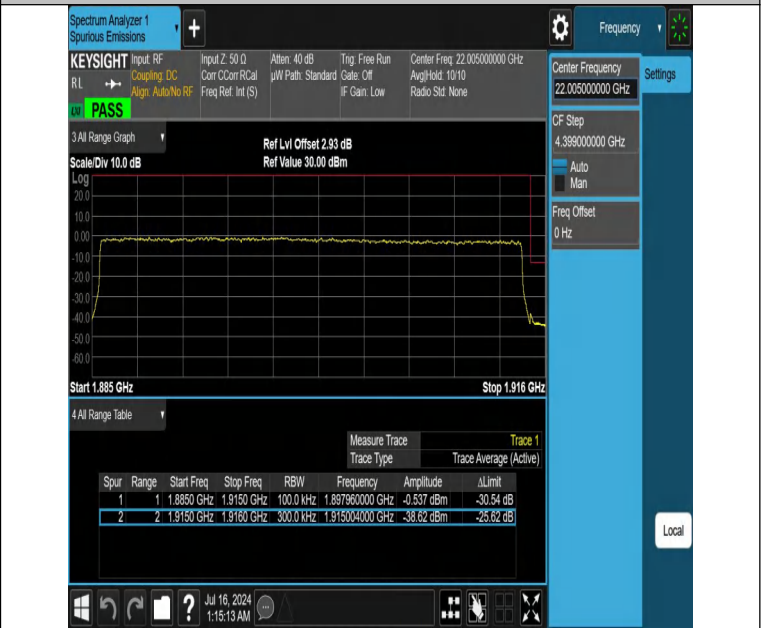 Spectrum Analyzer 1
Spurious Emissions
+
Frequency
KEYSIGHT
RL
PASS
Input: RF
Coupling: DC
Align: Auto/No RF
Input Z: 50 Ω
Corr CCorr RCal
Freq Ref: Int (S)
Atten: 40 dB
µW Path: Standard
Trig: Free Run
Gate: Off
IF Gain: Low
Center Freq: 22.005000000 GHz
Avg|Hold: 10/10
Radio Std: None
Center Frequency
22.005000000 GHz
Settings
CF Step
4.399000000 GHz
Auto
Man
Freq Offset
0 Hz
3 All Range Graph
Scale/Div 10.0 dB
Ref Lvl Offset 2.93 dB
Ref Value 30.00 dBm
Log
20.0
10.0
0.00
-10.0
-20.0
-30.0
-40.0
-50.0
-60.0
Start 1.885 GHz
Stop 1.916 GHz
4 All Range Table
Measure Trace Trace 1
Trace Type Trace Average (Active)
Spur Range Start Freq Stop Freq RBW Frequency Amplitude ΔLimit
1 1 1.8850 GHz 1.9150 GHz 100.0 kHz 1.897960000 GHz -0.537 dBm -30.54 dB
2 2 1.9150 GHz 1.9160 GHz 300.0 kHz 1.915004000 GHz -38.62 dBm -25.62 dB
Local
?
Jul 16, 2024
1:15:13 AM